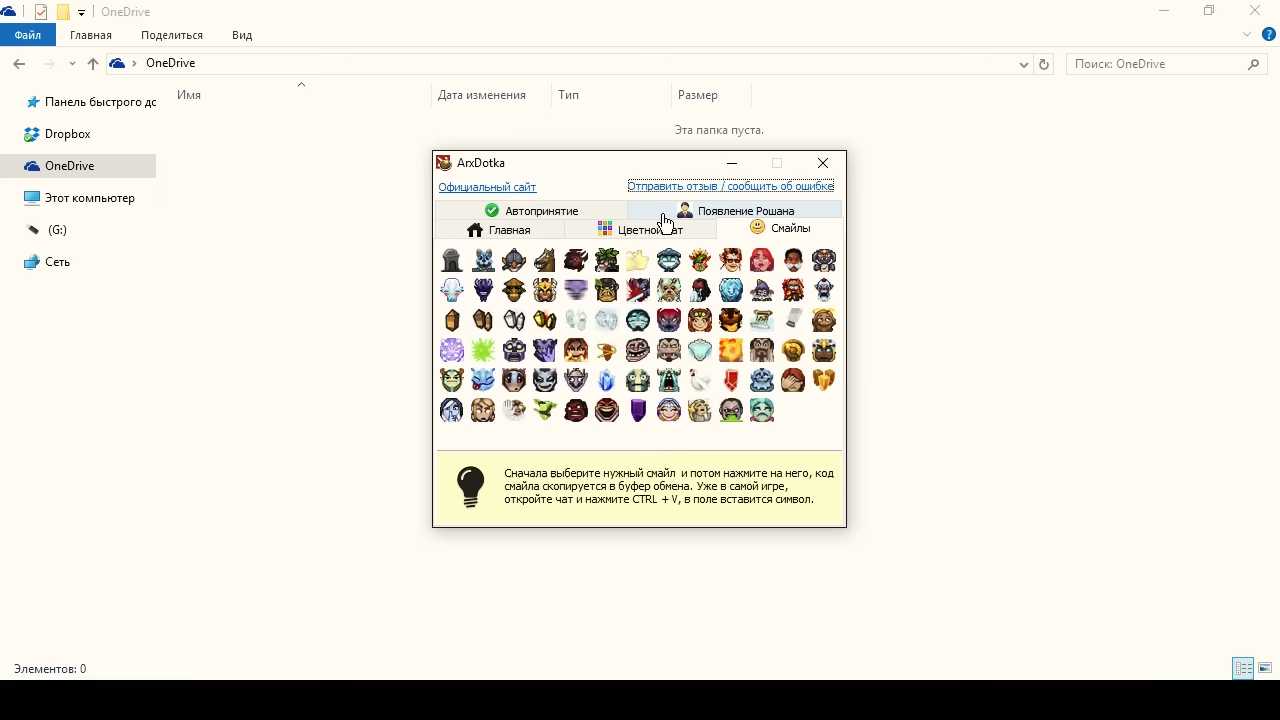 OneDrive
Файл Главная Поделиться Вид
OneDrive
Поиск: OneDrive
Имя Дата изменения Тип Размер
Эта папка пуста.
Панель быстрого дс
Dropbox
OneDrive
Этот компьютер
(G:)
Сеть
ArxDotka
Официальный сайт Отправить отзыв / сообщить об ошибке
Автопринятие Появление Рошана
Главная Цветной чат Смайлы
Сначала выберите нужный смайл и потом нажмите на него, код
смайла скопируется в буфер обмена. Уже в самой игре,
откройте чат и нажмите CTRL + V, в поле вставится символ.
Элементов: 0